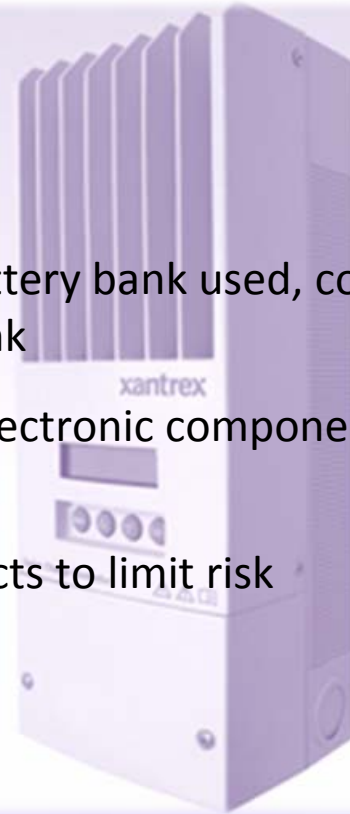 ttery bank used, co
nk
xantrex
ectronic compone
cts to limit risk